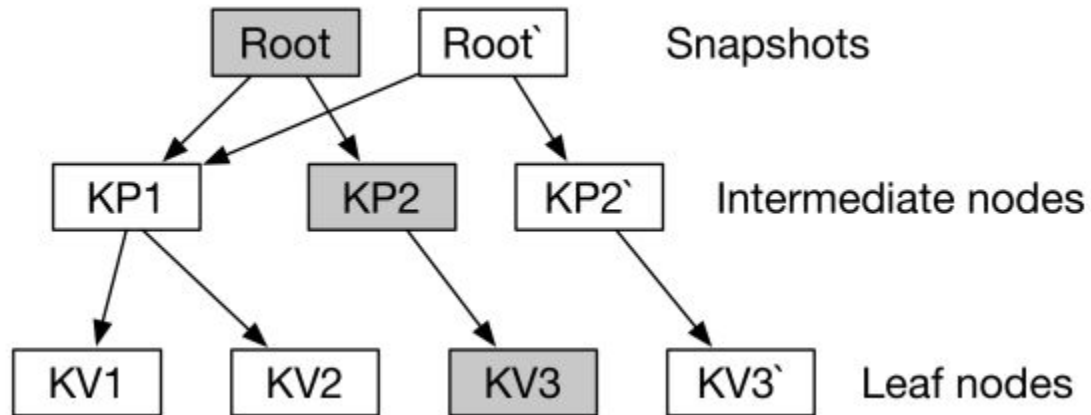 Root Root` Snapshots
KP1 KP2 KP2` Intermediate nodes
KV1 KV2 KV3 KV3` Leaf nodes